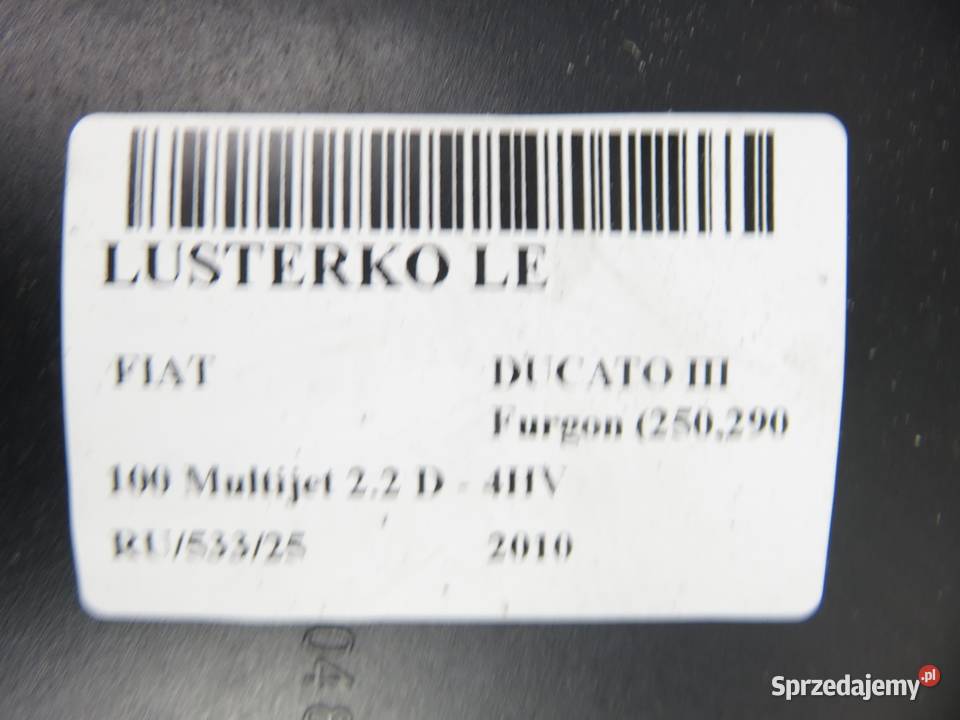 LUSTERKO LE
FIAT DUCATO III
Furgon (250,290
100 Multijet 2.2 D - 4HV
RU/533/25 2010
048
Sprzedajemy.pl